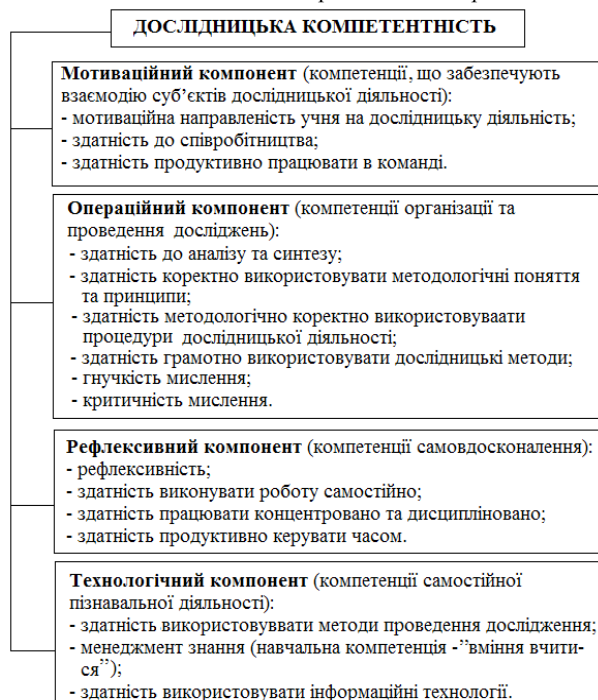 ДОСЛІДНИЦЬКА КОМПЕТЕНТНІСТЬ
Мотиваційний компонент (компетенції, що забезпечують
взаємодію суб’єктів дослідницької діяльності):
- мотиваційна направленість учня на дослідницьку діяльність;
- здатність до співробітництва;
- здатність продуктивно працювати в команді.
Операційний компонент (компетенції організації та
проведення досліджень):
- здатність до аналізу та синтезу;
- здатність коректно використовувати методологічні поняття
та принципи;
- здатність методологічно коректно використовуваати
процедури дослідницької діяльності;
- здатність грамотно використовувати дослідницькі методи;
- гнучкість мислення;
- критичність мислення.
Рефлексивний компонент (компетенції самовдосконалення):
- рефлексивність;
- здатність виконувати роботу самостійно;
- здатність працювати концентровано та дисципліновано;
- здатність продуктивно керувати часом.
Технологічний компонент (компетенції самостійної
пізнавальної діяльності):
- здатність використовуввати методи проведення дослідження;
- менеджмент знання (навчальна компетенція -”вміння вчити-
ся”);
- здатність використовувати інформаційні технології.